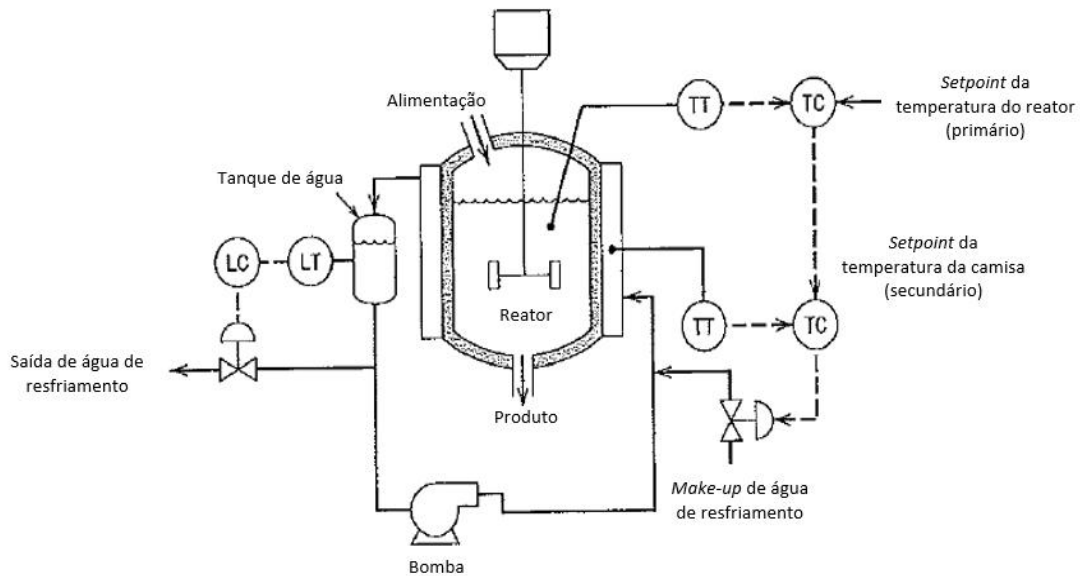 Alimentação
TT
TC
Setpoint da
temperatura do reator
(primário)
Tanque de água
LC
LT
Reator
Setpoint da
temperatura da camisa
(secundário)
TT
TC
Saída de água de
resfriamento
Produto
Make-up de água
de resfriamento
Bomba